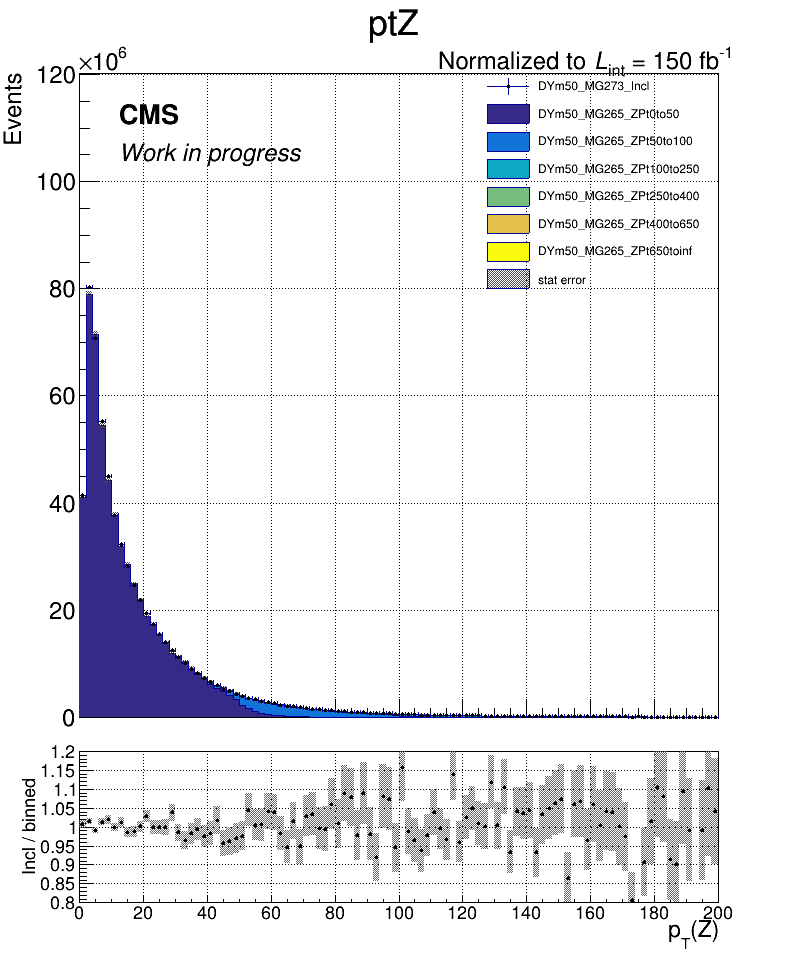 ptZ
×10⁶
Normalized to L_int = 150 fb⁻¹
Events
120
100
80
60
40
20
0
CMS
Work in progress
DYm50_MG273_Incl
DYm50_MG265_ZPt0to50
DYm50_MG265_ZPt50to100
DYm50_MG265_ZPt100to250
DYm50_MG265_ZPt250to400
DYm50_MG265_ZPt400to650
DYm50_MG265_ZPt650toinf
stat error
Incl / binned
1.2
1.15
1.1
1.05
1
0.95
0.9
0.85
0.8
0 20 40 60 80 100 120 140 160 180 200
p_T(Z)